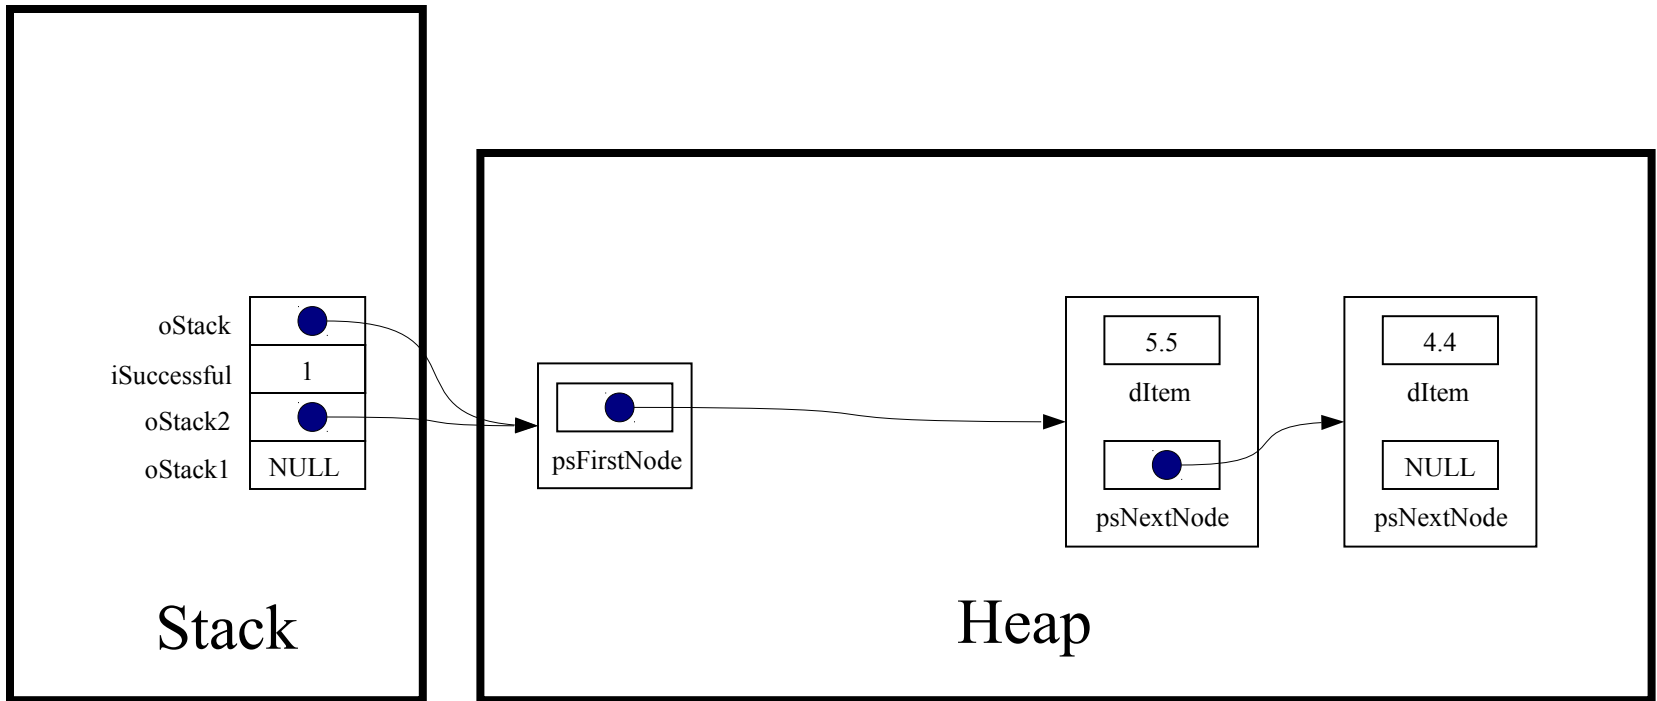 oStack
iSuccessful
1
oStack2
oStack1
NULL
Stack
psFirstNode
5.5
dItem
psNextNode
4.4
dItem
NULL
psNextNode
Heap